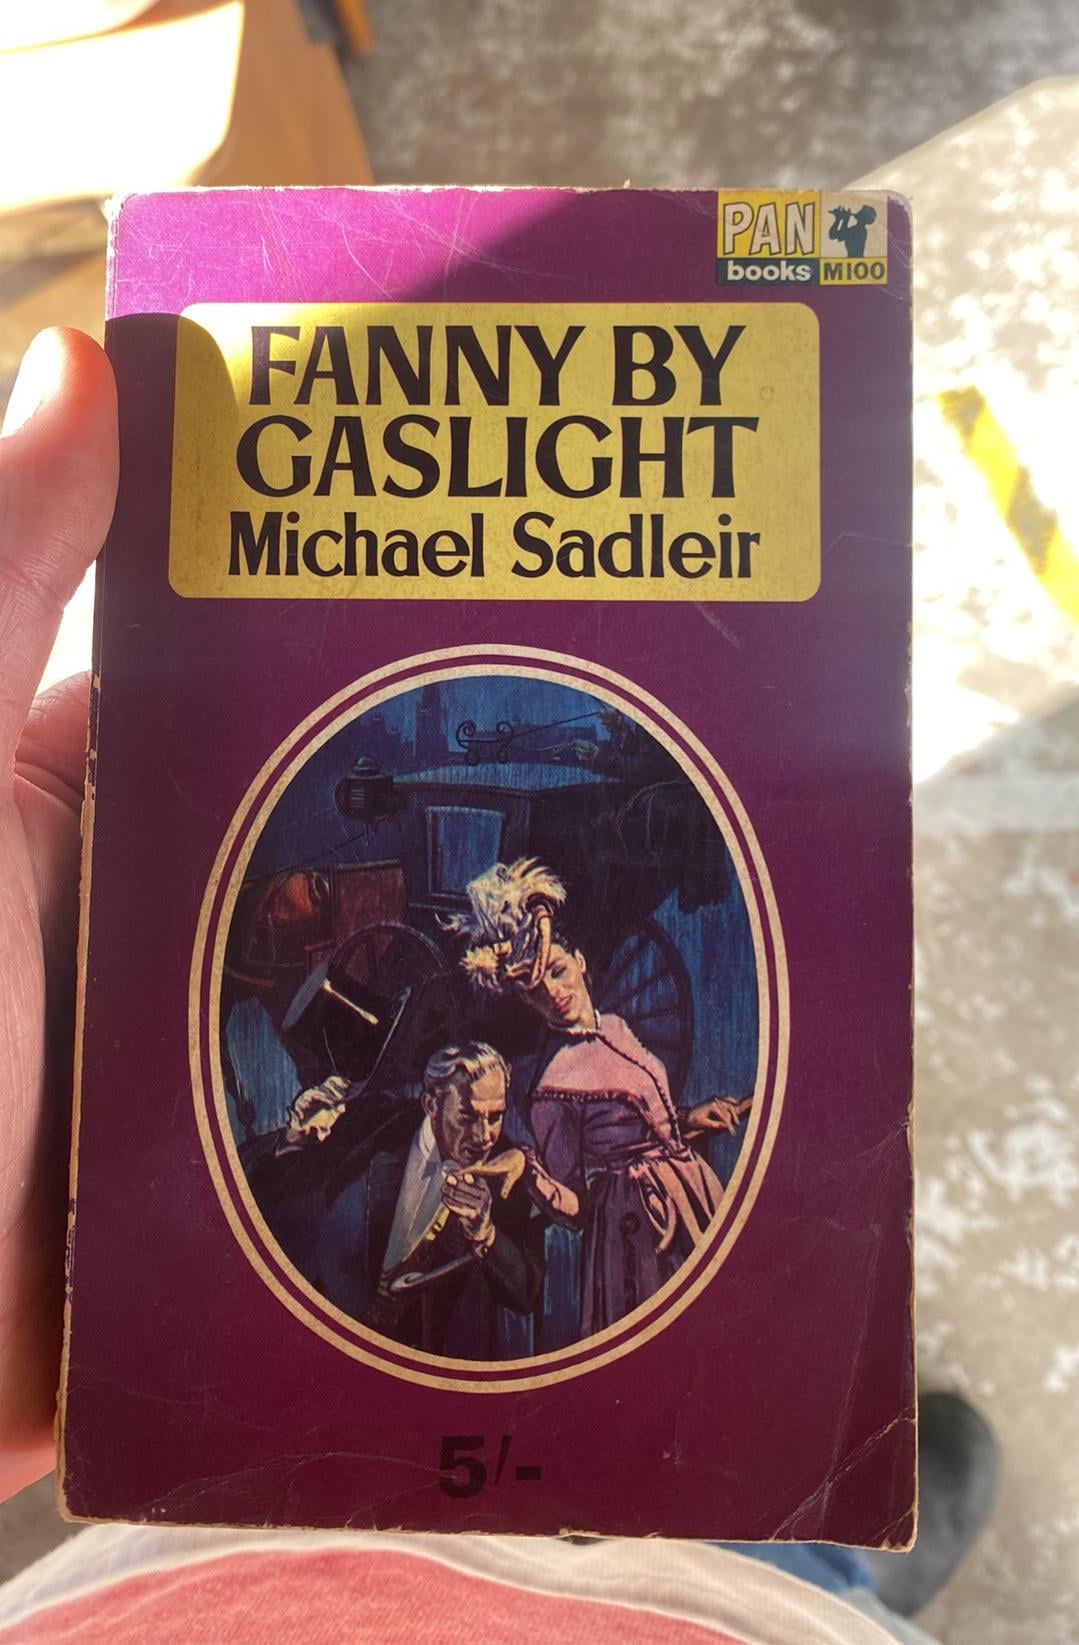 PAN
books M100
FANNY BY
GASLIGHT
Michael Sadleir
5/-